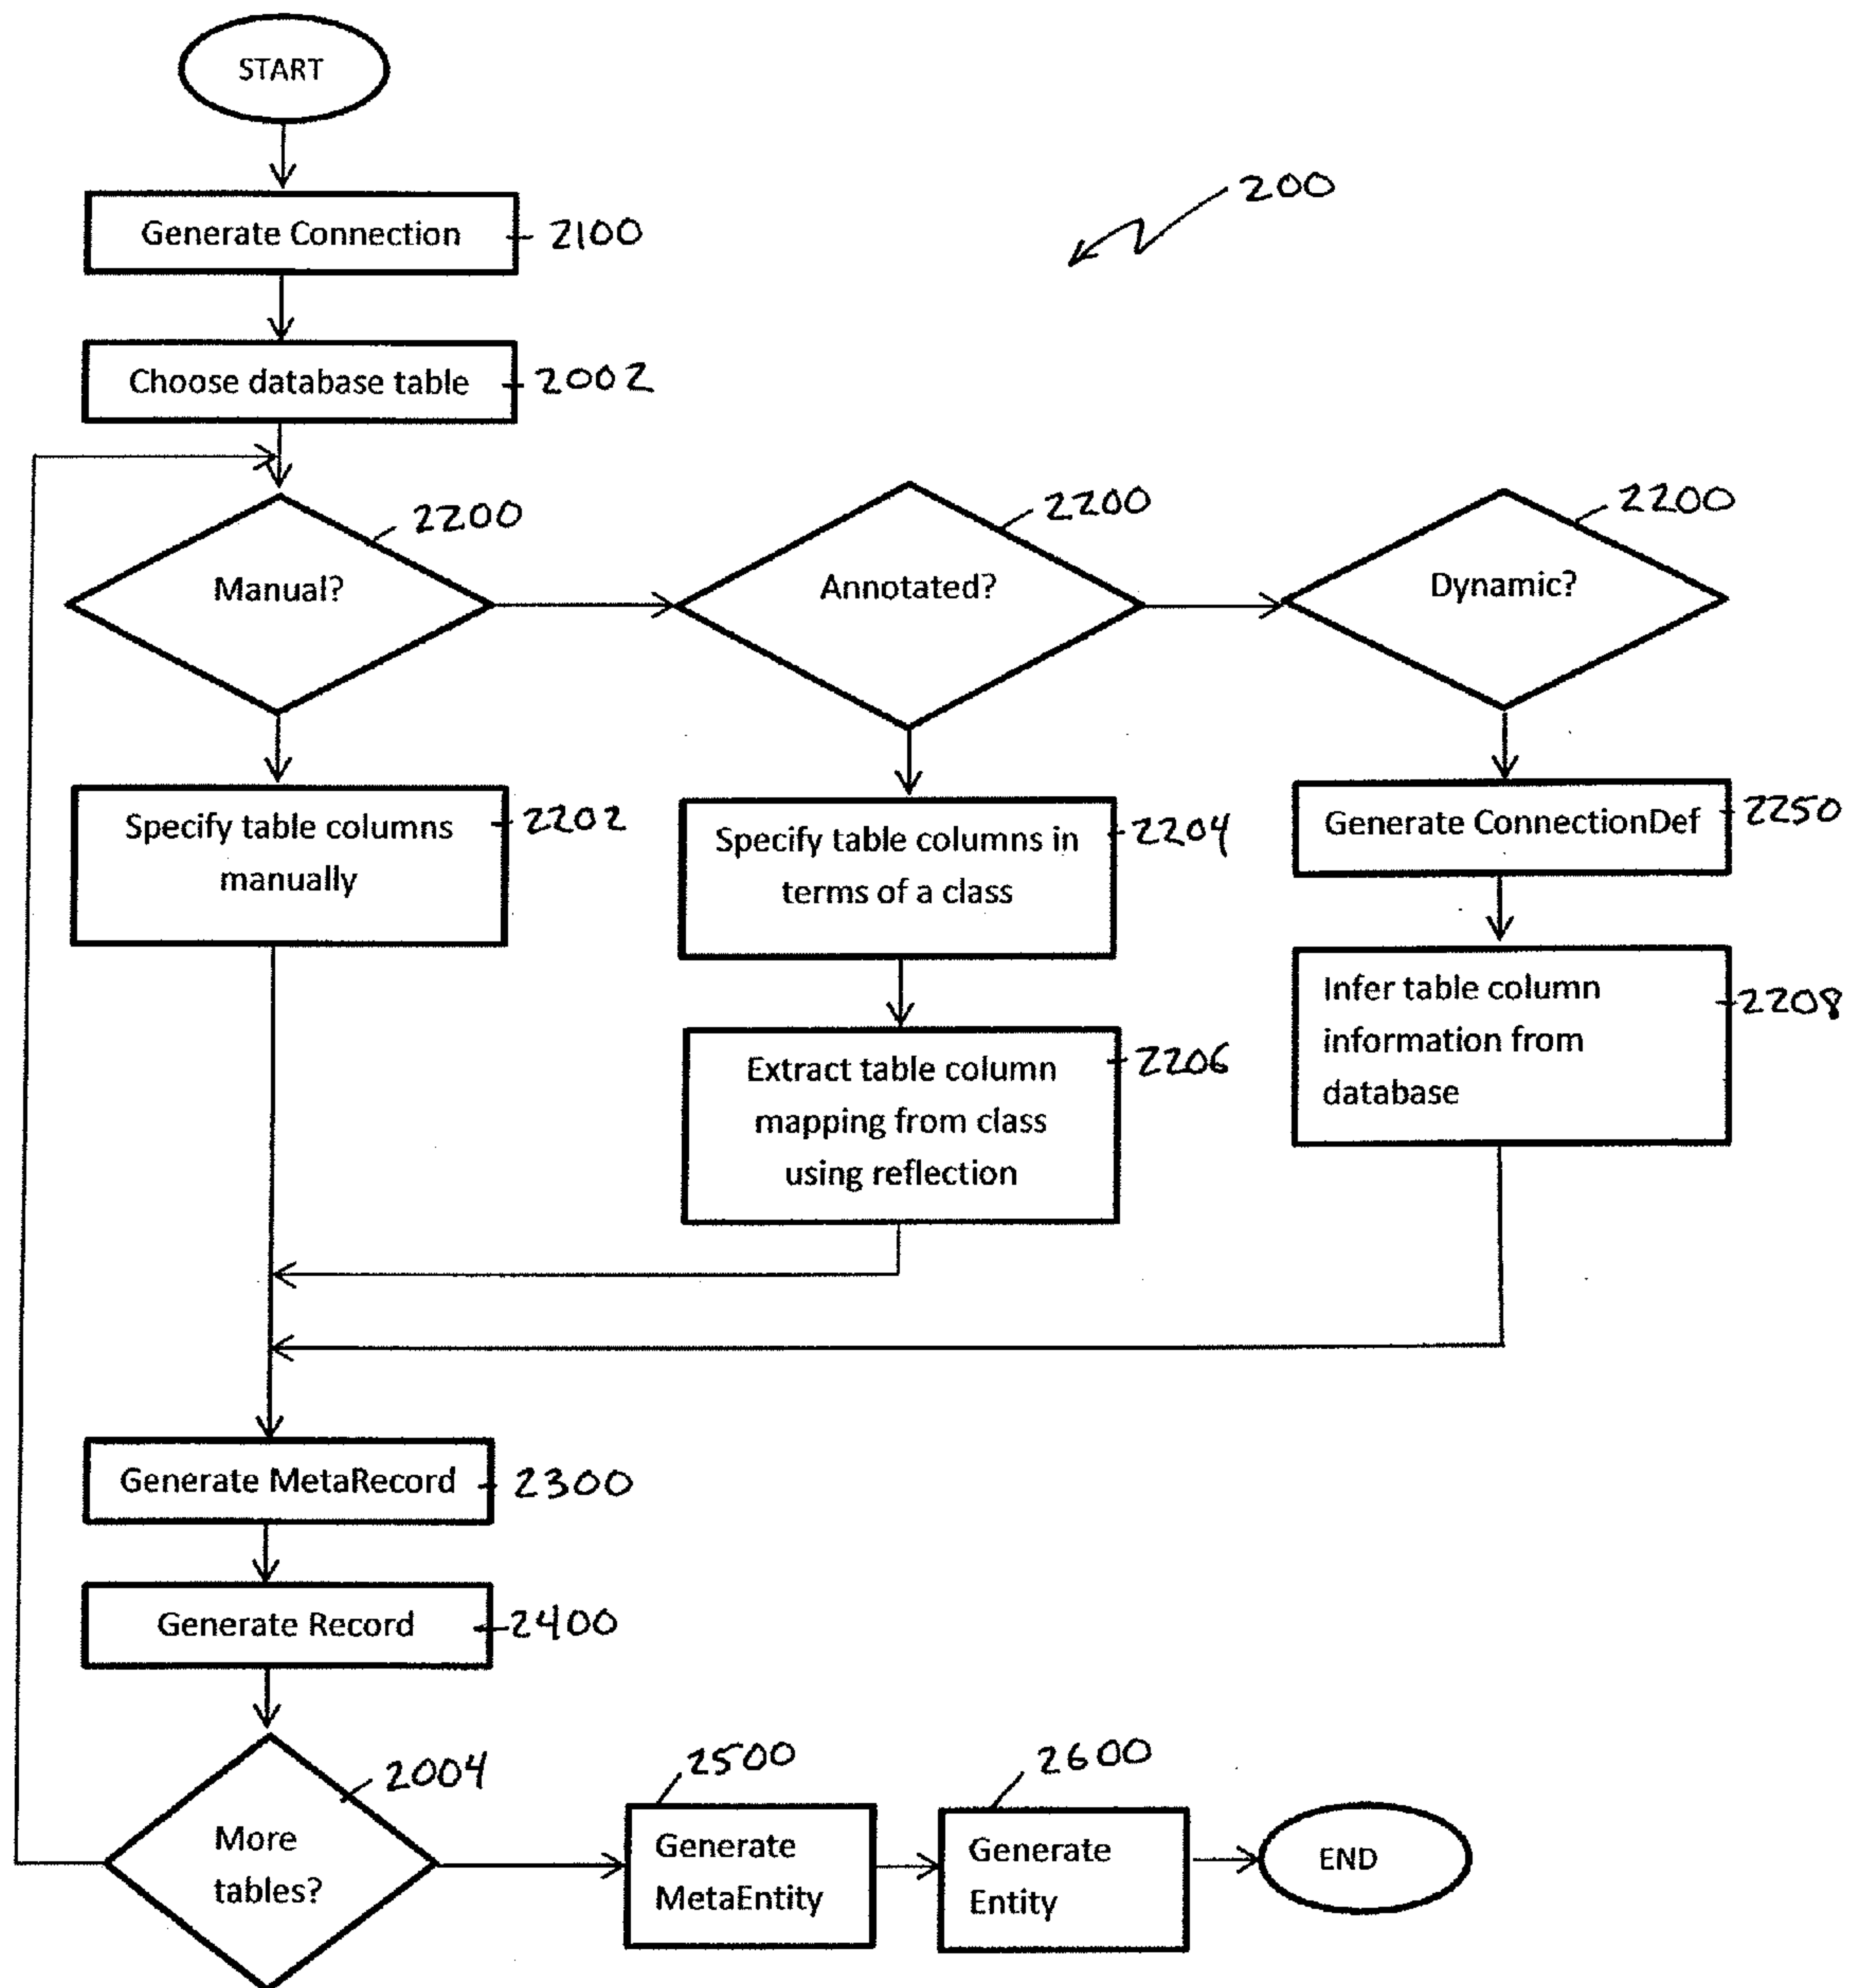 START
200
Generate Connection
2100
Choose database table
2002
2200
2200
2200
Manual?
Annotated?
Dynamic?
Specify table columns
manually
2202
Specify table columns in
terms of a class
2204
Generate ConnectionDef
2250
Extract table column
mapping from class
using reflection
2206
Infer table column
information from
database
2208
Generate MetaRecord
2300
Generate Record
2400
More
tables?
2004
2500
Generate
MetaEntity
2600
Generate
Entity
END